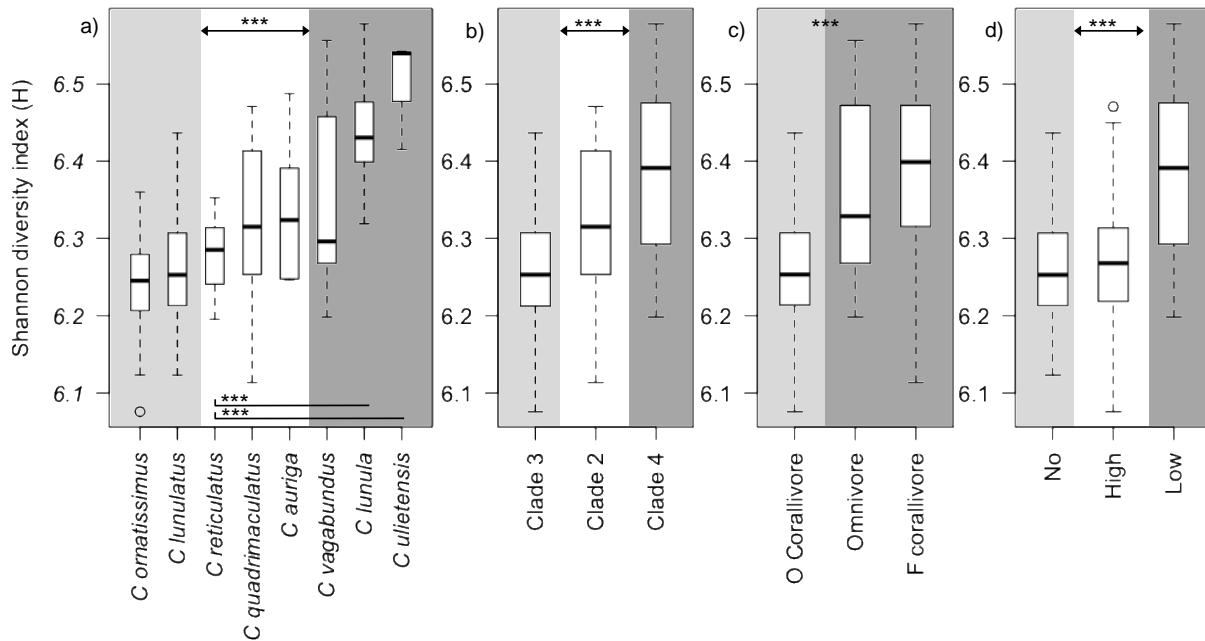 Shannon diversity index (H)
a)
***
6.5
6.4
6.3
6.2
6.1
***
***
C ornatissimus
C lunulatus
C reticulatus
C quadrimaculatus
C auriga
C vagabundus
C lunula
C ulietensis
b)
***
6.5
6.4
6.3
6.2
6.1
Clade 3
Clade 2
Clade 4
c)
***
6.5
6.4
6.3
6.2
6.1
O Corallivore
Omnivore
F corallivore
d)
***
6.5
6.4
6.3
6.2
6.1
No
High
Low